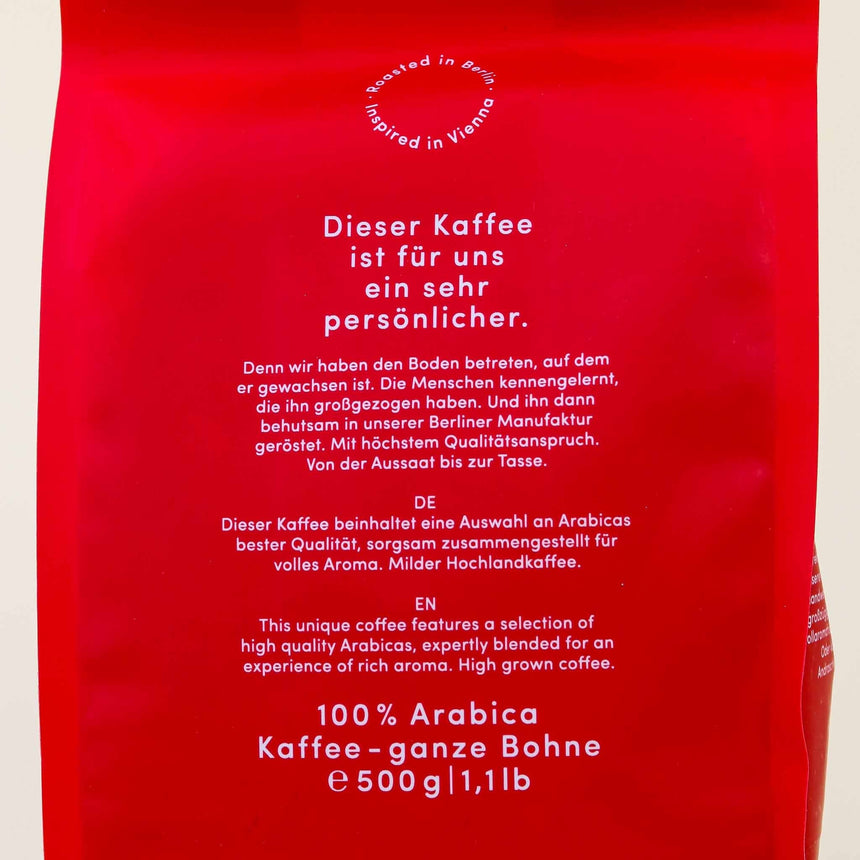 · Roasted in Berlin ·
Inspired in Vienna
Dieser Kaffee
ist für uns
ein sehr
persönlicher.
Denn wir haben den Boden betreten, auf dem
er gewachsen ist. Die Menschen kennengelernt,
die ihn großgezogen haben. Und ihn dann
behutsam in unserer Berliner Manufaktur
geröstet. Mit höchstem Qualitätsanspruch.
Von der Aussaat bis zur Tasse.
DE
Dieser Kaffee beinhaltet eine Auswahl an Arabicas
bester Qualität, sorgsam zusammengestellt für
volles Aroma. Milder Hochlandkaffee.
EN
This unique coffee features a selection of
high quality Arabicas, expertly blended for an
experience of rich aroma. High grown coffee.
100 % Arabica
Kaffee - ganze Bohne
℮ 500 g | 1,1 lb